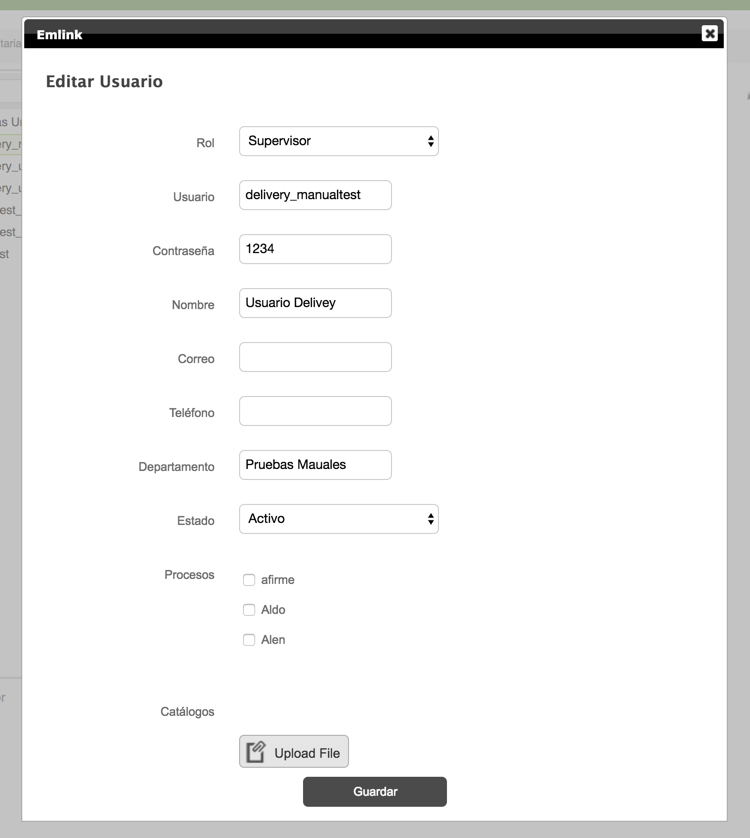 Emlink
Editar Usuario
Rol Supervisor
Usuario delivery_manualtest
Contraseña 1234
Nombre Usuario Delivey
Correo
Teléfono
Departamento Pruebas Mauales
Estado Activo
Procesos afirme
Aldo
Alen
Catálogos
Upload File
Guardar